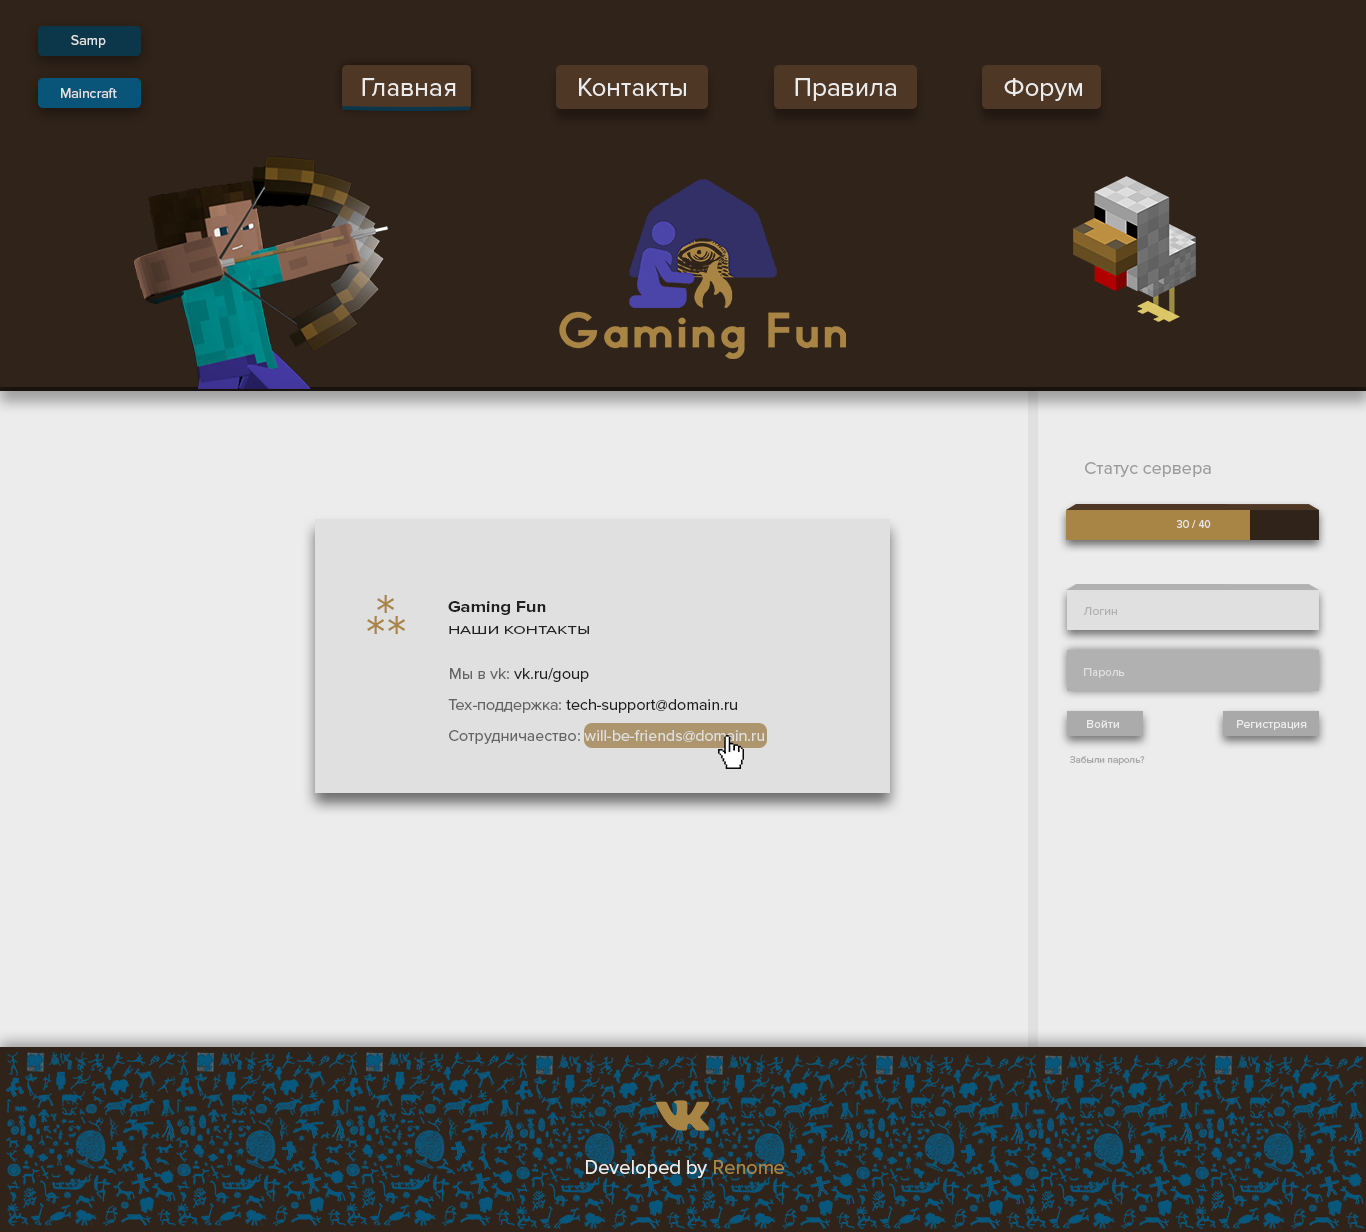 Samp
Maincraft
Главная
Контакты
Правила
Форум
Gaming Fun
Статус сервера
30 / 40
Логин
Пароль
Войти
Регистрация
Забыли пароль?
Gaming Fun
НАШИ КОНТАКТЫ
Мы в vk: vk.ru/goup
Тех-поддержка: tech-support@domain.ru
Сотрудничаество: will-be-friends@domain.ru
Developed by Renome